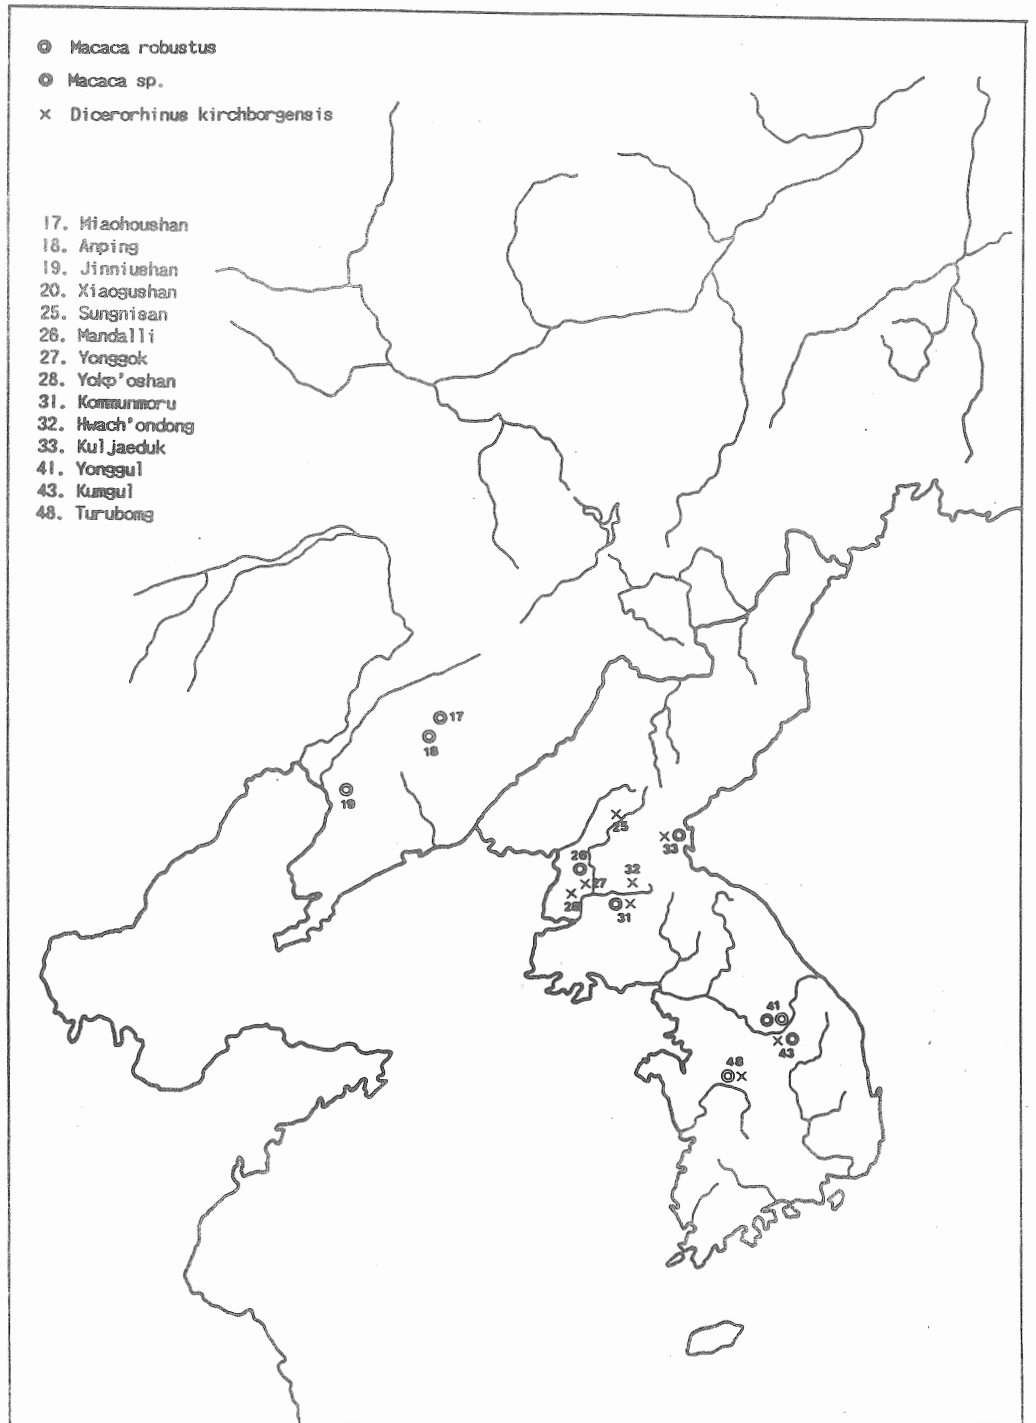 ◎ Macaca robustus
◎ Macaca sp.
× Dicerorhinus kirchborgensis
17. Miaohoushan
18. Anping
19. Jinniushan
20. Xiaogushan
25. Sungnisan
26. Mandalli
27. Yonggok
28. Yokp'oshan
31. Kommunmoru
32. Hwach'ondong
33. Kuljaeduk
41. Yonggul
43. Kumgul
48. Turubong
17
18
19
25
33
26
27
32
28
31
41
43
48